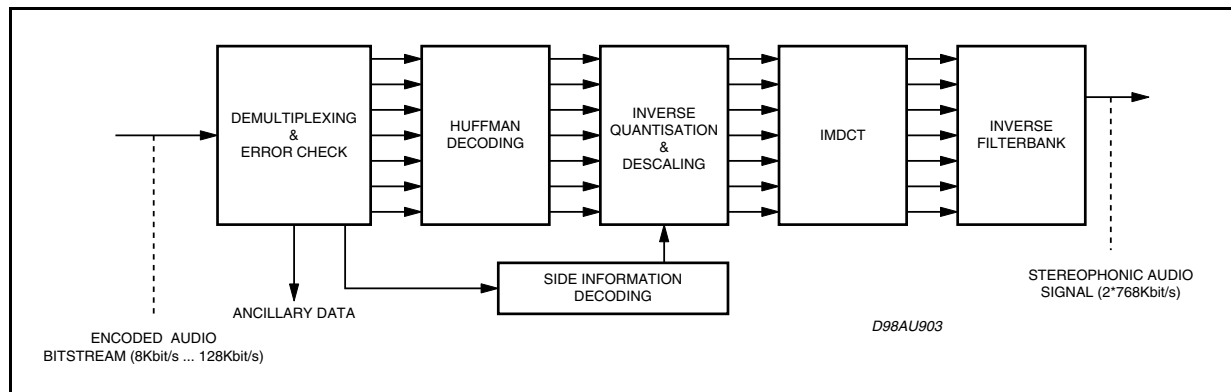 DEMULTIPLEXING
&
ERROR CHECK
HUFFMAN
DECODING
INVERSE
QUANTISATION
&
DESCALING
IMDCT
INVERSE
FILTERBANK
SIDE INFORMATION
DECODING
ANCILLARY DATA
ENCODED AUDIO
BITSTREAM (8Kbit/s ... 128Kbit/s)
STEREOPHONIC AUDIO
SIGNAL (2*768Kbit/s)
D98AU903